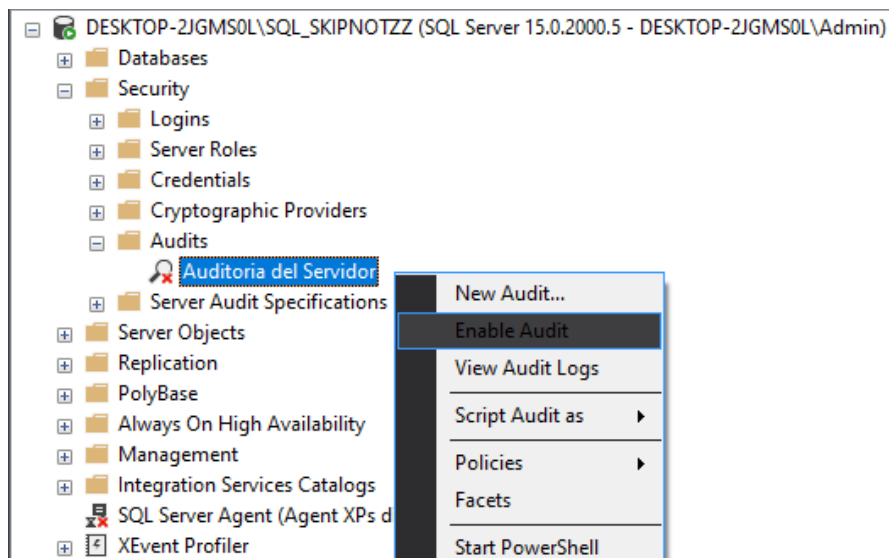 DESKTOP-2JGMS0L\SQL_SKIPNOTZZ (SQL Server 15.0.2000.5 - DESKTOP-2JGMS0L\Admin)
Databases
Security
Logins
Server Roles
Credentials
Cryptographic Providers
Audits
Auditoria del Servidor
Server Audit Specifications
Server Objects
Replication
PolyBase
Always On High Availability
Management
Integration Services Catalogs
SQL Server Agent (Agent XPs d
XEvent Profiler
New Audit...
Enable Audit
View Audit Logs
Script Audit as
Policies
Facets
Start PowerShell